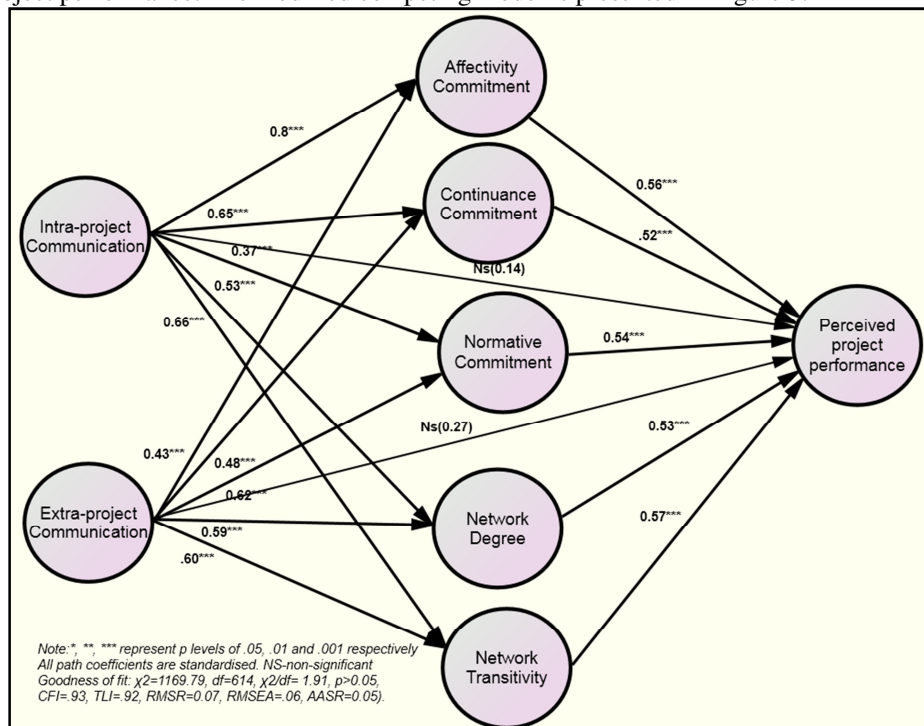 Affectivity
Commitment
0.8***
0.56***
Continuance
Commitment
0.65***
.52***
Intra-project
Communication
0.37***
Ns(0.14)
0.53***
0.66***
Normative
Commitment
0.54***
Perceived
project
performance
Ns(0.27)
0.53***
0.43***
0.48***
0.62***
Extra-project
Communication
Network
Degree
0.59***
.60***
0.57***
Network
Transitivity
Note:*, **, *** represent p levels of .05, .01 and .001 respectively
All path coefficients are standardised. NS-non-significant
Goodness of fit: χ2=1169.79, df=614, χ2/df= 1.91, p>0.05,
CFI=.93, TLI=.92, RMSR=0.07, RMSEA=.06, AASR=0.05).